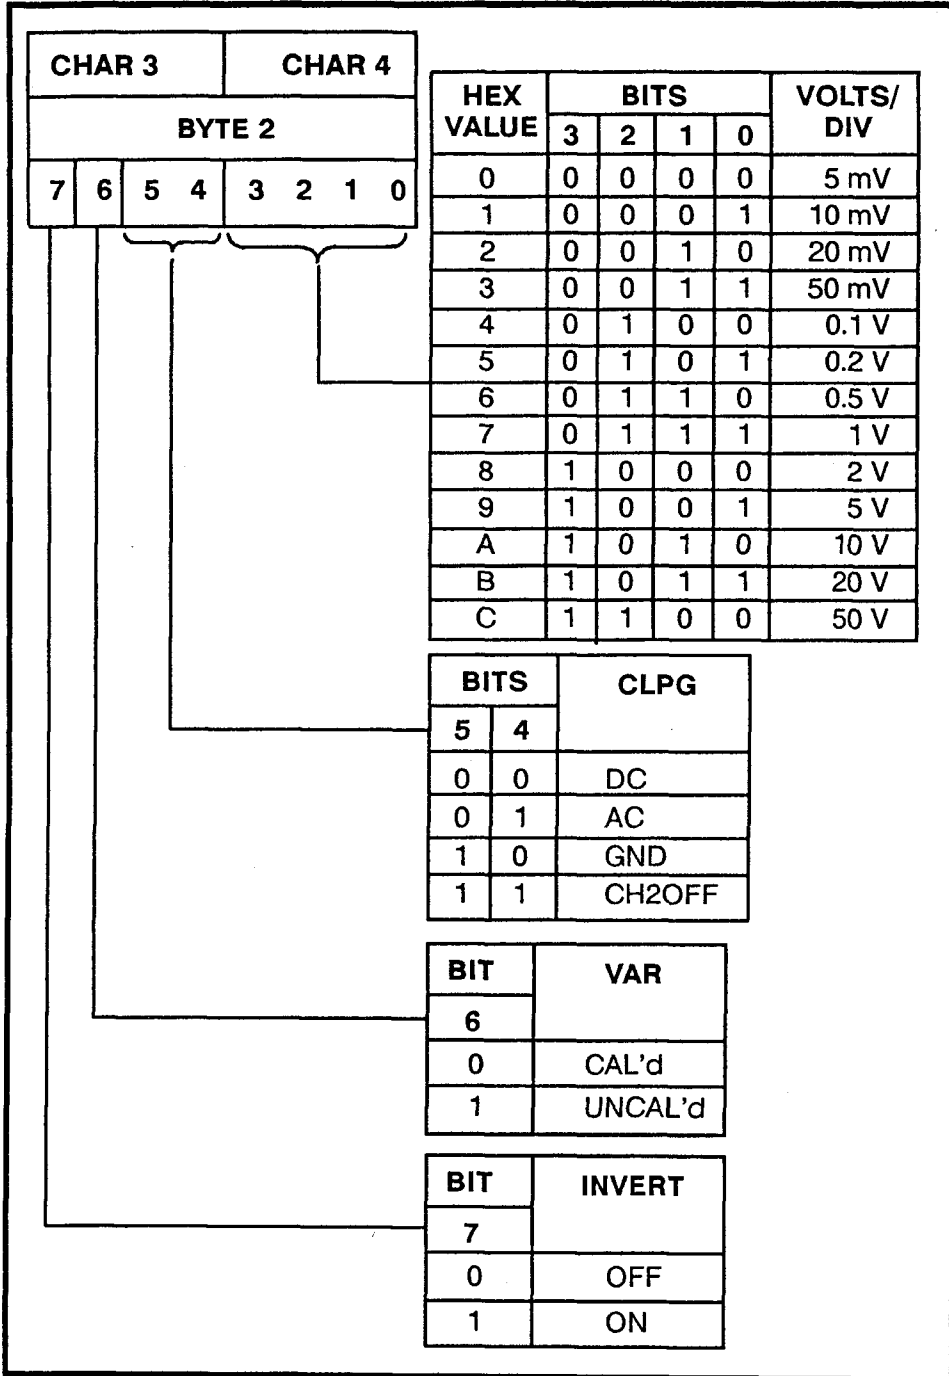 CHAR 3 CHAR 4
BYTE 2
7 6 5 4 3 2 1 0
HEX VALUE BITS VOLTS/ DIV
3 2 1 0
0 0 0 0 0 5 mV
1 0 0 0 1 10 mV
2 0 0 1 0 20 mV
3 0 0 1 1 50 mV
4 0 1 0 0 0.1 V
5 0 1 0 1 0.2 V
6 0 1 1 0 0.5 V
7 0 1 1 1 1 V
8 1 0 0 0 2 V
9 1 0 0 1 5 V
A 1 0 1 0 10 V
B 1 0 1 1 20 V
C 1 1 0 0 50 V
BITS CLPG
5 4
0 0 DC
0 1 AC
1 0 GND
1 1 CH2OFF
BIT VAR
6
0 CAL'd
1 UNCAL'd
BIT INVERT
7
0 OFF
1 ON